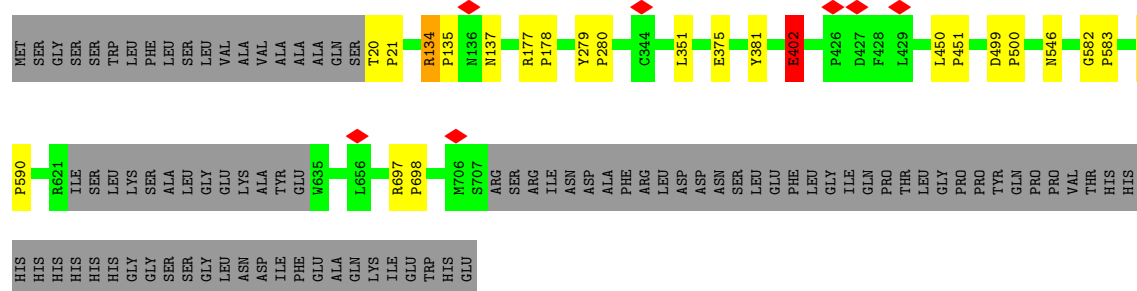 MET SER GLY SER SER TRP LEU PHE LEU SER LEU VAL ALA VAL ALA ALA ALA ALA GLN SER T20 P21 R134 P135 N136 N137 R177 P178 Y279 P280 C344 L351 E375 Y381 E402 P426 D427 F428 L429 L450 P451 D499 P500 N546 G582 P583
P590 R621 ILE SER LEU LYS SER ALA LEU GLY GLU LYS ALA TYR GLU W635 L656 R697 P698 M706 S707 ARG SER ARG ILE ASN ASP ALA PHE ARG LEU ASP ASP ASN SER LEU GLU PHE LEU GLY ILE GLN PRO THR LEU GLY PRO PRO TYR GLN PRO PRO VAL THR HIS HIS
HIS HIS HIS HIS HIS HIS GLY GLY SER SER GLY LEU ASN ASP ILE PHE GLU ALA GLN LYS ILE GLU TRP HIS GLU